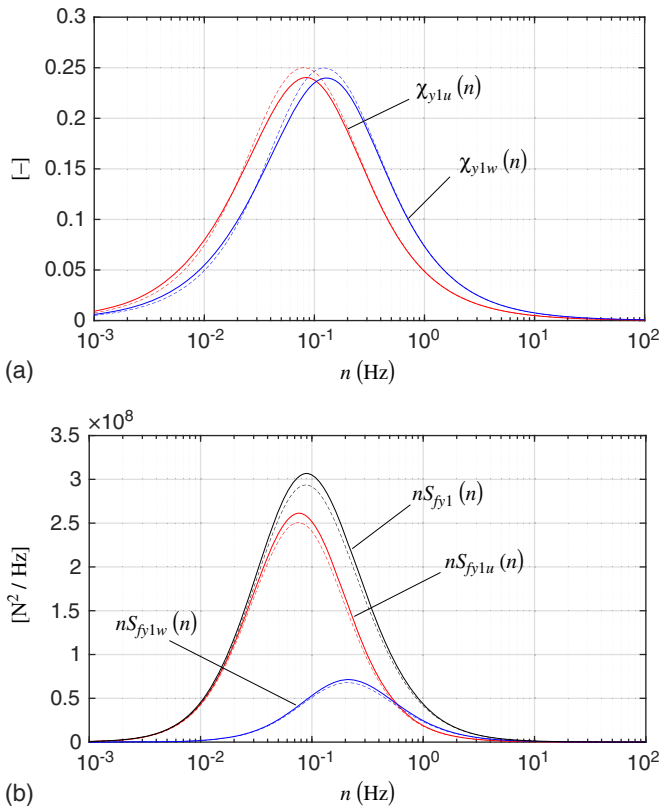 0.3
0.25
0.2
0.15
0.1
0.05
0
[−]
χy1u(n)
χy1w(n)
10-3 10-2 10-1 100 101 102
n (Hz)
(a)
×108
3.5
3
2.5
2
1.5
1
0.5
0
[N2 / Hz]
nSfy1(n)
nSfy1u(n)
nSfy1w(n)
10-3 10-2 10-1 100 101 102
n (Hz)
(b)